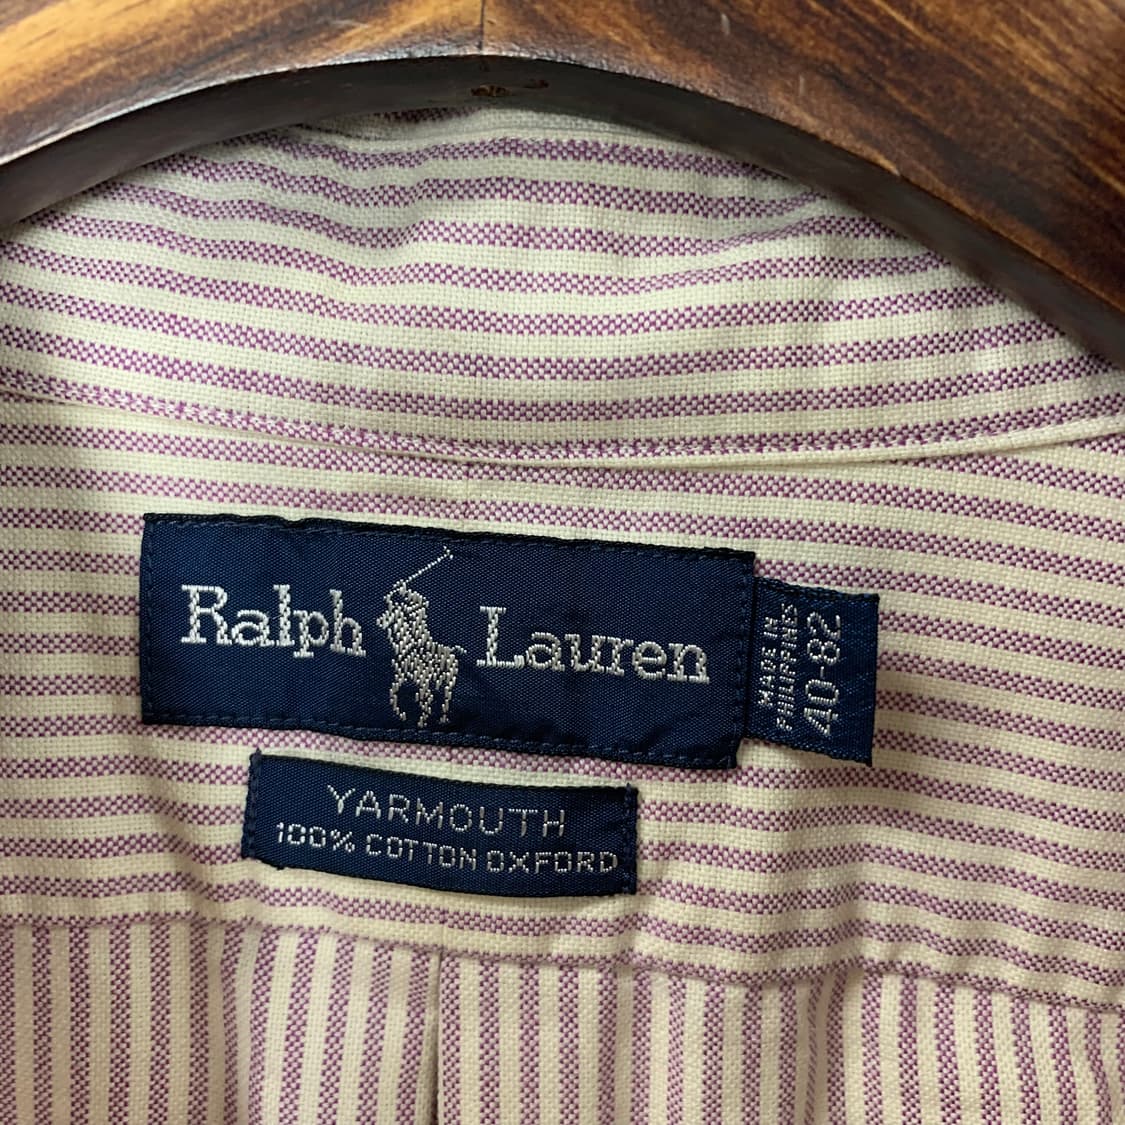 Ralph Lauren
MADE IN
PHILIPPINES
40-82
YARMOUTH
100% COTTON OXFORD